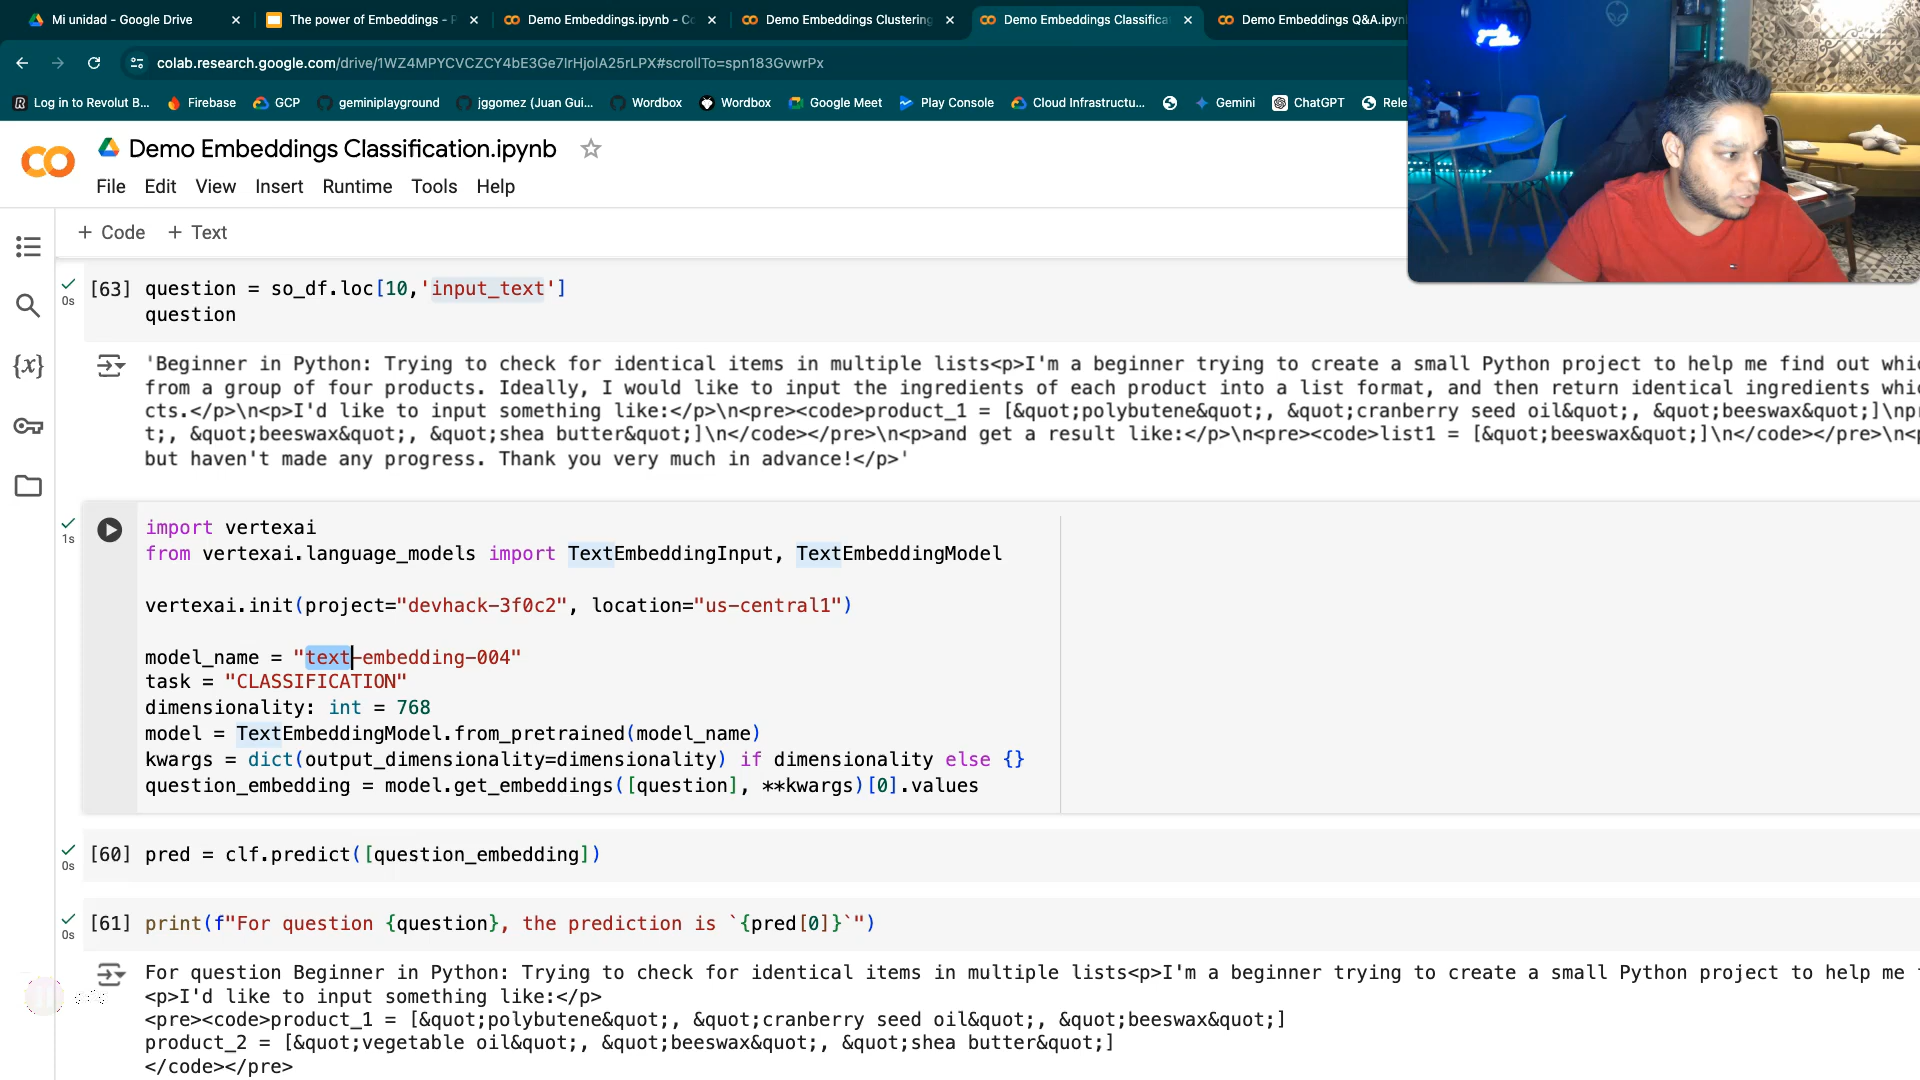 Mi unidad - Google Drive
The power of Embeddings -
Demo Embeddings.ipynb - Co
Demo Embeddings Clustering
Demo Embeddings Classifica
Demo Embeddings Q&A.ipyn
colab.research.google.com/drive/1WZ4MPYCVCZCY4bE3Ge7lrHjolA25rLPX#scrollTo=spn183GvwrPx
Log in to Revolut B...
Firebase
GCP
geminiplayground
jggomez (Juan Gui...
Wordbox
Wordbox
Google Meet
Play Console
Cloud Infrastructu...
Gemini
ChatGPT
Rele
Demo Embeddings Classification.ipynb
File Edit View Insert Runtime Tools Help
+ Code + Text
0s
[63] question = so_df.loc[10,'input_text']
question
'Beginner in Python: Trying to check for identical items in multiple lists<p>I'm a beginner trying to create a small Python project to help me find out whic
from a group of four products. Ideally, I would like to input the ingredients of each product into a list format, and then return identical ingredients whic
cts.</p>\n<p>I'd like to input something like:</p>\n<pre><code>product_1 = [&quot;polybutene&quot;, &quot;cranberry seed oil&quot;, &quot;beeswax&quot;]\npr
t;, &quot;beeswax&quot;, &quot;shea butter&quot;]\n</code></pre>\n<p>and get a result like:</p>\n<pre><code>list1 = [&quot;beeswax&quot;]\n</code></pre>\n<p
but haven't made any progress. Thank you very much in advance!</p>'
1s
import vertexai
from vertexai.language_models import TextEmbeddingInput, TextEmbeddingModel
vertexai.init(project="devhack-3f0c2", location="us-central1")
model_name = "text-embedding-004"
task = "CLASSIFICATION"
dimensionality: int = 768
model = TextEmbeddingModel.from_pretrained(model_name)
kwargs = dict(output_dimensionality=dimensionality) if dimensionality else {}
question_embedding = model.get_embeddings([question], **kwargs)[0].values
0s
[60] pred = clf.predict([question_embedding])
0s
[61] print(f"For question {question}, the prediction is `{pred[0]}`")
For question Beginner in Python: Trying to check for identical items in multiple lists<p>I'm a beginner trying to create a small Python project to help me
<p>I'd like to input something like:</p>
<pre><code>product_1 = [&quot;polybutene&quot;, &quot;cranberry seed oil&quot;, &quot;beeswax&quot;]
product_2 = [&quot;vegetable oil&quot;, &quot;beeswax&quot;, &quot;shea butter&quot;]
</code></pre>